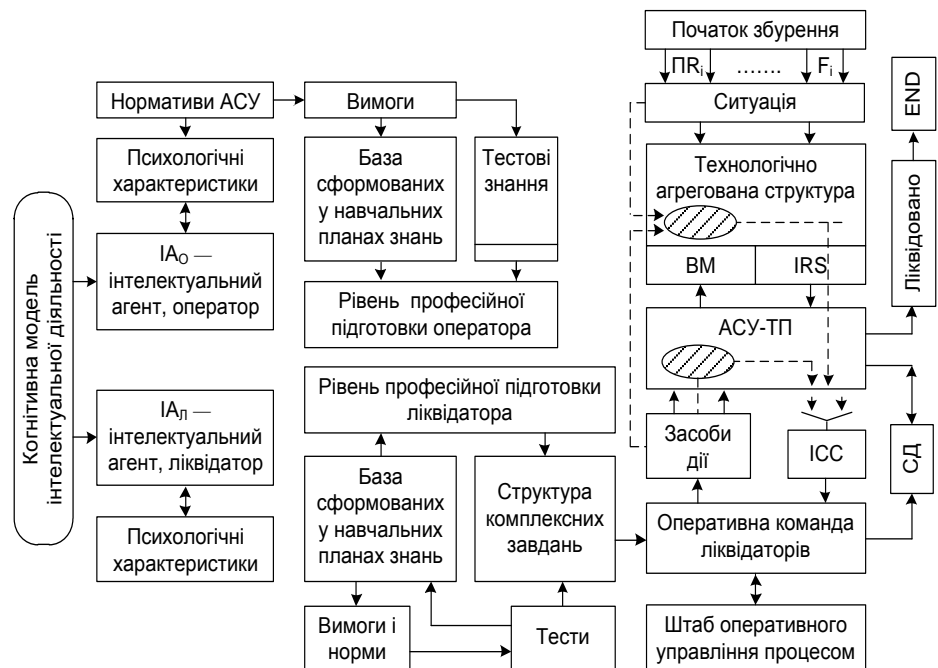 Когнітивна модель
інтелектуальної діяльності
Нормативи АСУ
Вимоги
Психологічні
характеристики
База
сформованих
у навчальних
планах знань
Тестові
знання
IAО —
інтелектуальний
агент, оператор
Рівень професійної
підготовки оператора
Рівень професійної підготовки
ліквідатора
IAЛ —
інтелектуальний
агент, ліквідатор
База
сформованих
у навчальних
планах знань
Структура
комплексних
завдань
Психологічні
характеристики
Вимоги і
норми
Тести
Початок збурення
ПRi ....... Fi
Ситуація
Технологічно
агрегована структура
ВМ
IRS
АСУ-ТП
Засоби
дії
ІСС
Оперативна команда
ліквідаторів
Штаб оперативного
управління процесом
END
Ліквідовано
СД